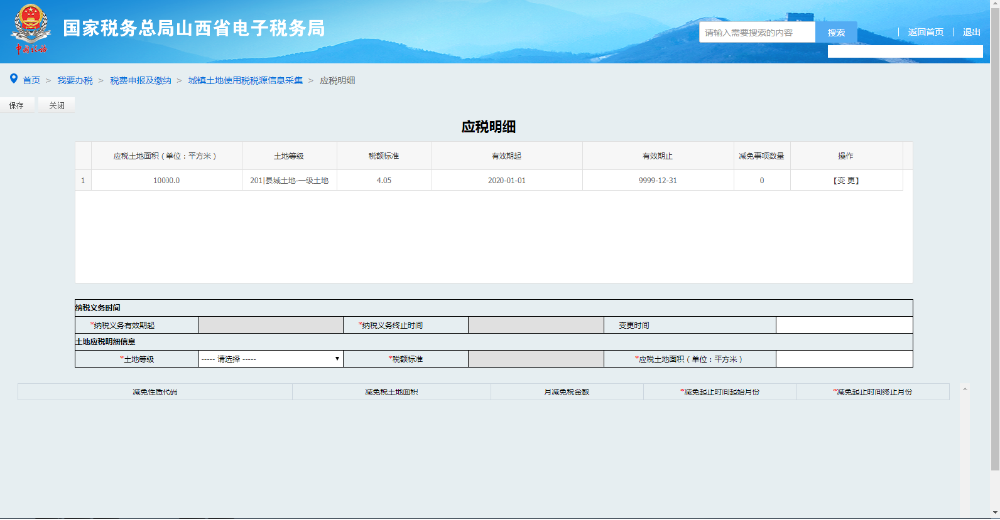 国家税务总局山西省电子税务局
中国税务
请输入需要搜索的内容 搜索 返回首页 退出
首页 > 我要办税 > 税费申报及缴纳 > 城镇土地使用税税源信息采集 > 应税明细
保存 关闭
应税明细
应税土地面积(单位：平方米) 土地等级 税额标准 有效期起 有效期止 减免事项数量 操作
1 10000.0 201|县城土地-一级土地 4.05 2020-01-01 9999-12-31 0 【变 更】
纳税义务时间
*纳税义务有效期起 *纳税义务终止时间 变更时间
土地应税明细信息
*土地等级 ----- 请选择 ----- *税额标准 *应税土地面积(单位：平方米)
减免性质代码 减免税土地面积 月减免税金额 *减免起止时间起始月份 *减免起止时间终止月份